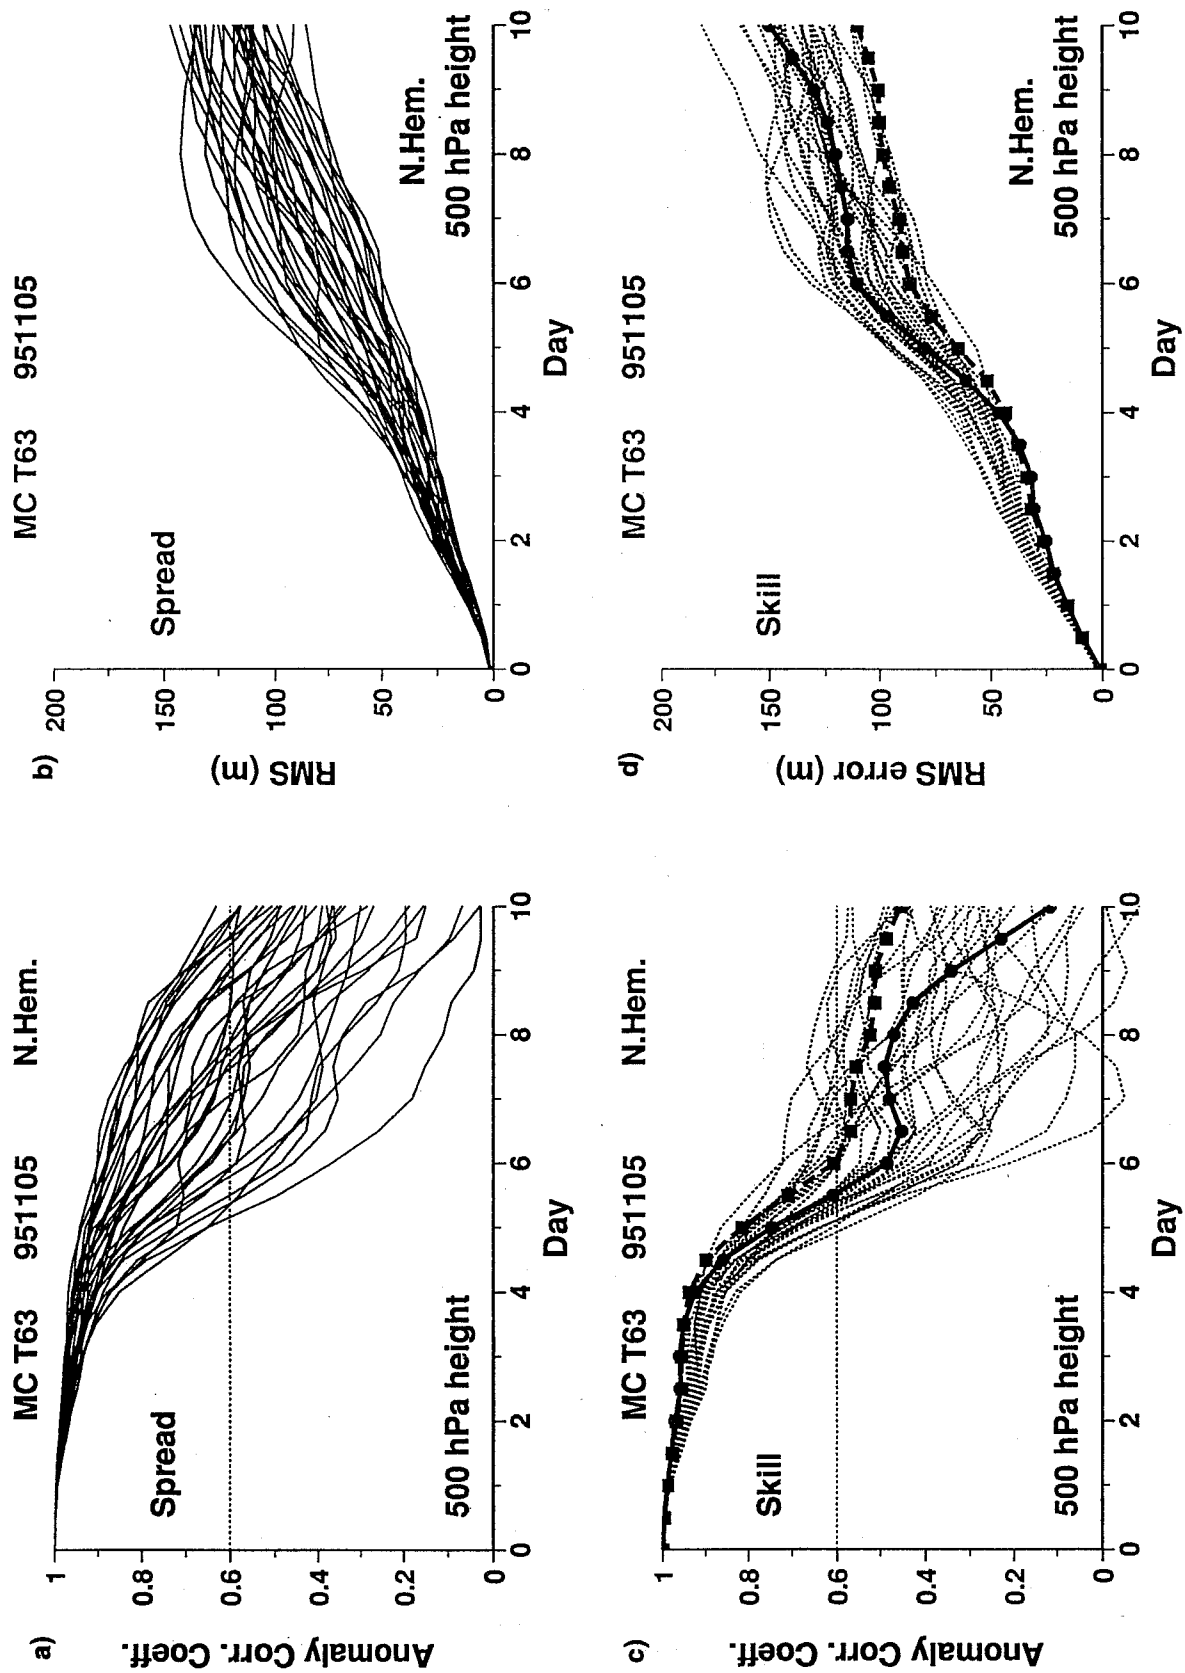 a)
MC T63 951105 N.Hem.
Anomaly Corr. Coeff.
1
0.8
0.6
0.4
0.2
0
Spread
500 hPa height
0 2 4 6 8 10
Day
b)
MC T63 951105
RMS (m)
200
150
100
50
0
Spread
N.Hem.
500 hPa height
0 2 4 6 8 10
Day
c)
MC T63 951105 N.Hem.
Anomaly Corr. Coeff.
1
0.8
0.6
0.4
0.2
0
Skill
500 hPa height
0 2 4 6 8 10
Day
d)
MC T63 951105
RMS error (m)
200
150
100
50
0
Skill
N.Hem.
500 hPa height
0 2 4 6 8 10
Day